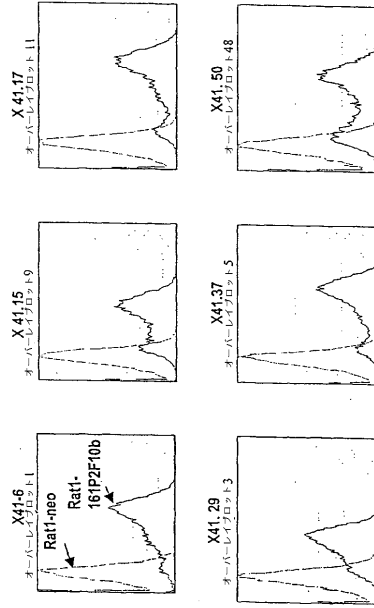 X41-6
オーバーレイプロット1
Rat1-neo
Rat1-
161P2F10b
X 41.15
オーバーレイプロット9
X 41.17
オーバーレイプロット11
X41. 29
オーバーレイプロット3
X41.37
オーバーレイプロット5
X41. 50
オーバーレイプロット48